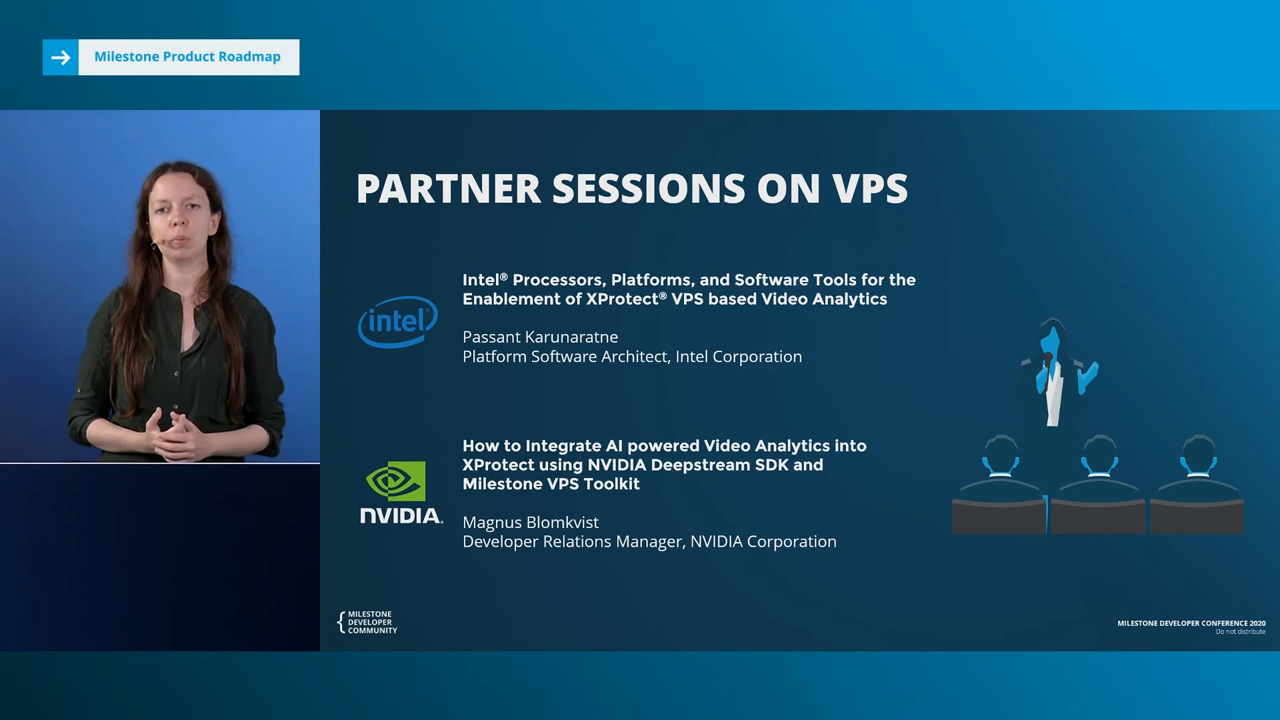 Milestone Product Roadmap
PARTNER SESSIONS ON VPS
intel
Intel® Processors, Platforms, and Software Tools for the
Enablement of XProtect® VPS based Video Analytics
Passant Karunaratne
Platform Software Architect, Intel Corporation
NVIDIA.
How to Integrate AI powered Video Analytics into
XProtect using NVIDIA Deepstream SDK and
Milestone VPS Toolkit
Magnus Blomkvist
Developer Relations Manager, NVIDIA Corporation
{ MILESTONE
DEVELOPER
COMMUNITY
MILESTONE DEVELOPER CONFERENCE 2020
Do not distribute